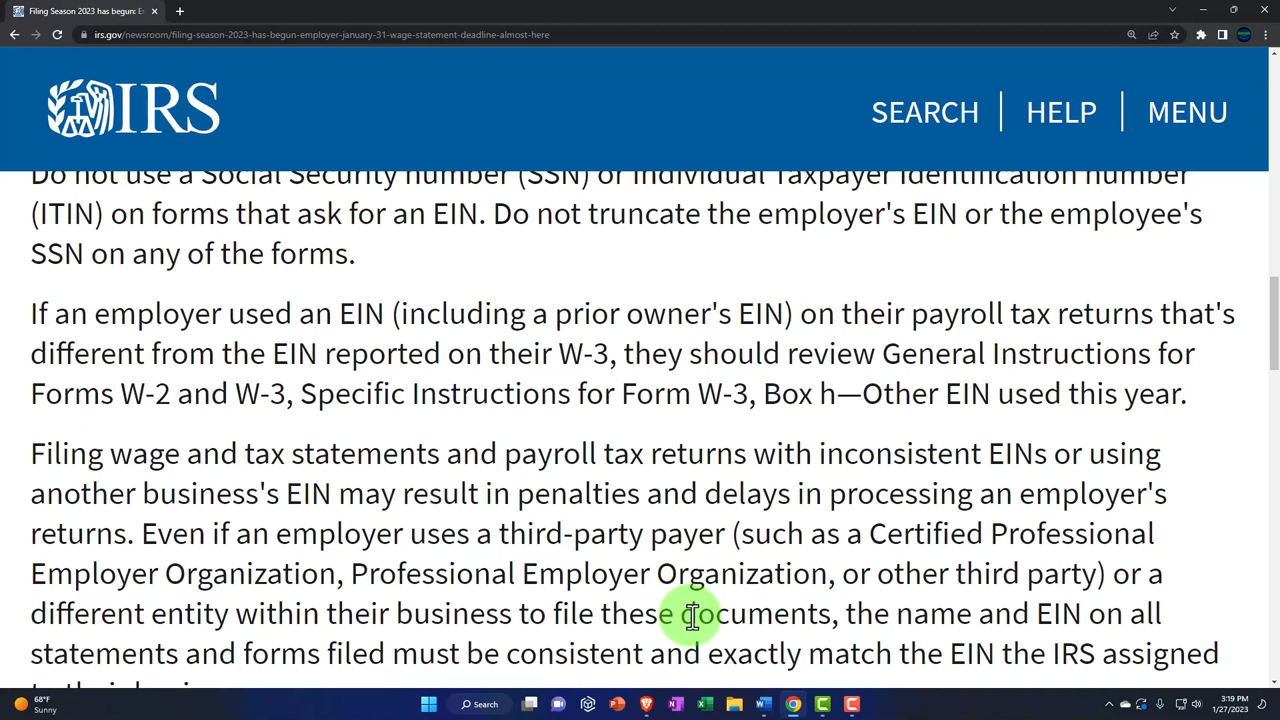 Filing Season 2023 has begun: E
irs.gov/newsroom/filing-season-2023-has-begun-employer-january-31-wage-statement-deadline-almost-here
IRS
SEARCH
HELP
MENU
Do not use a Social Security number (SSN) or Individual Taxpayer Identification number
(ITIN) on forms that ask for an EIN. Do not truncate the employer's EIN or the employee's
SSN on any of the forms.
If an employer used an EIN (including a prior owner's EIN) on their payroll tax returns that's
different from the EIN reported on their W-3, they should review General Instructions for
Forms W-2 and W-3, Specific Instructions for Form W-3, Box h—Other EIN used this year.
Filing wage and tax statements and payroll tax returns with inconsistent EINs or using
another business's EIN may result in penalties and delays in processing an employer's
returns. Even if an employer uses a third-party payer (such as a Certified Professional
Employer Organization, Professional Employer Organization, or other third party) or a
different entity within their business to file these documents, the name and EIN on all
statements and forms filed must be consistent and exactly match the EIN the IRS assigned
68°F
Sunny
Search
3:19 PM
1/27/2023